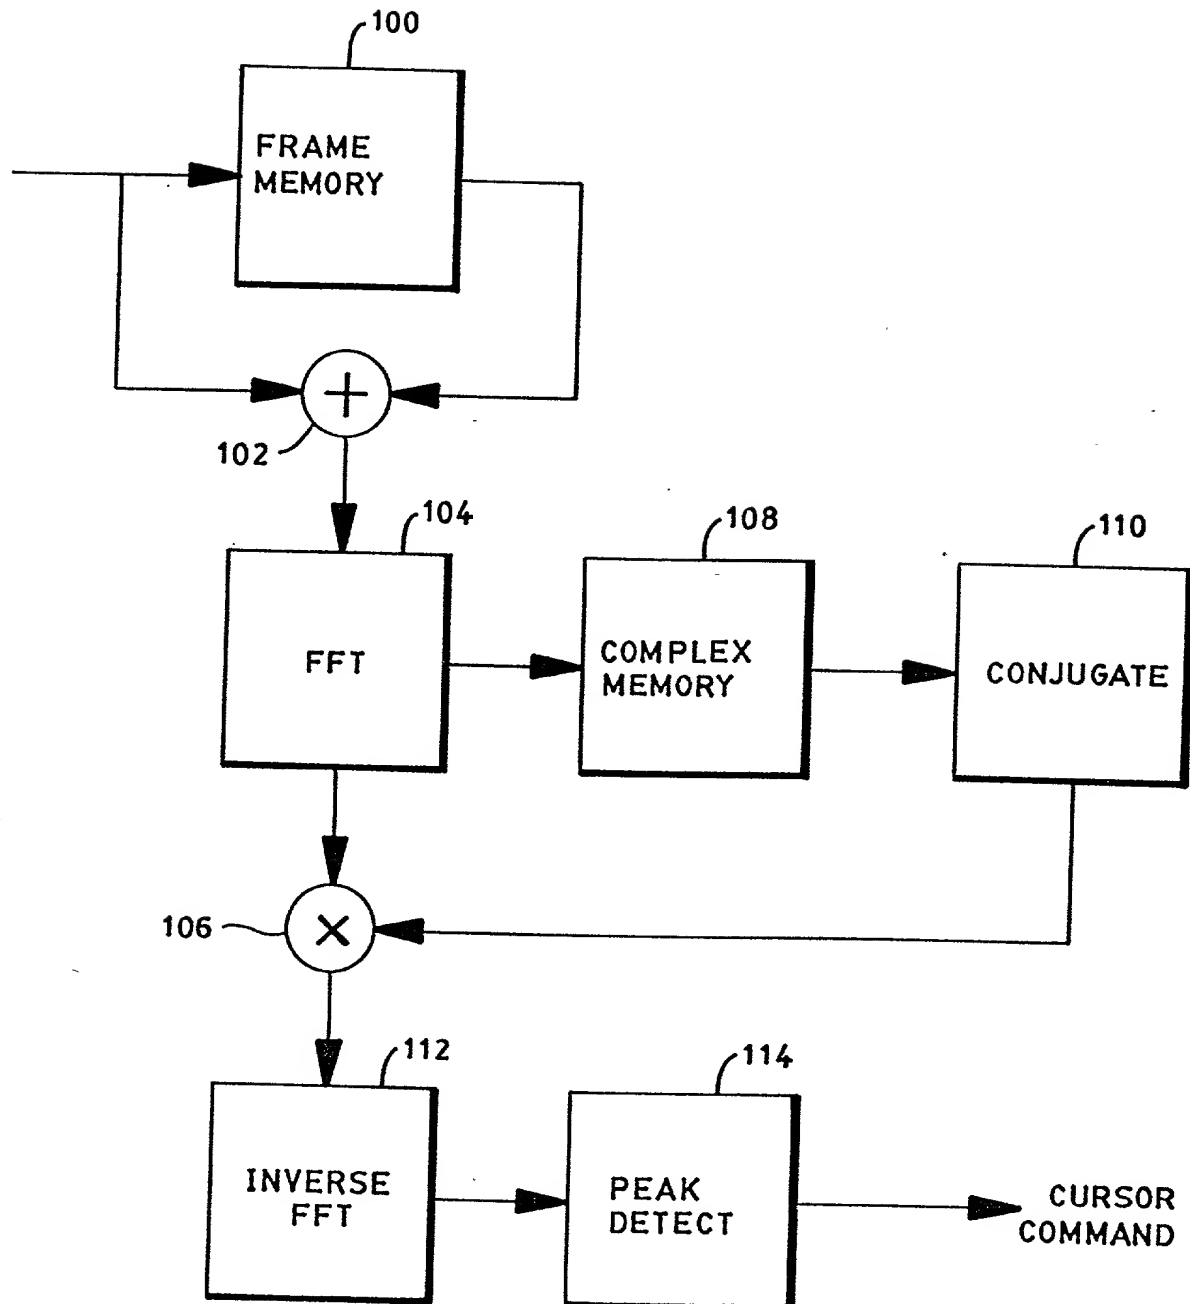 100
FRAME
MEMORY
102
104
108
110
FFT
COMPLEX
MEMORY
CONJUGATE
106
112
114
INVERSE
FFT
PEAK
DETECT
CURSOR
COMMAND